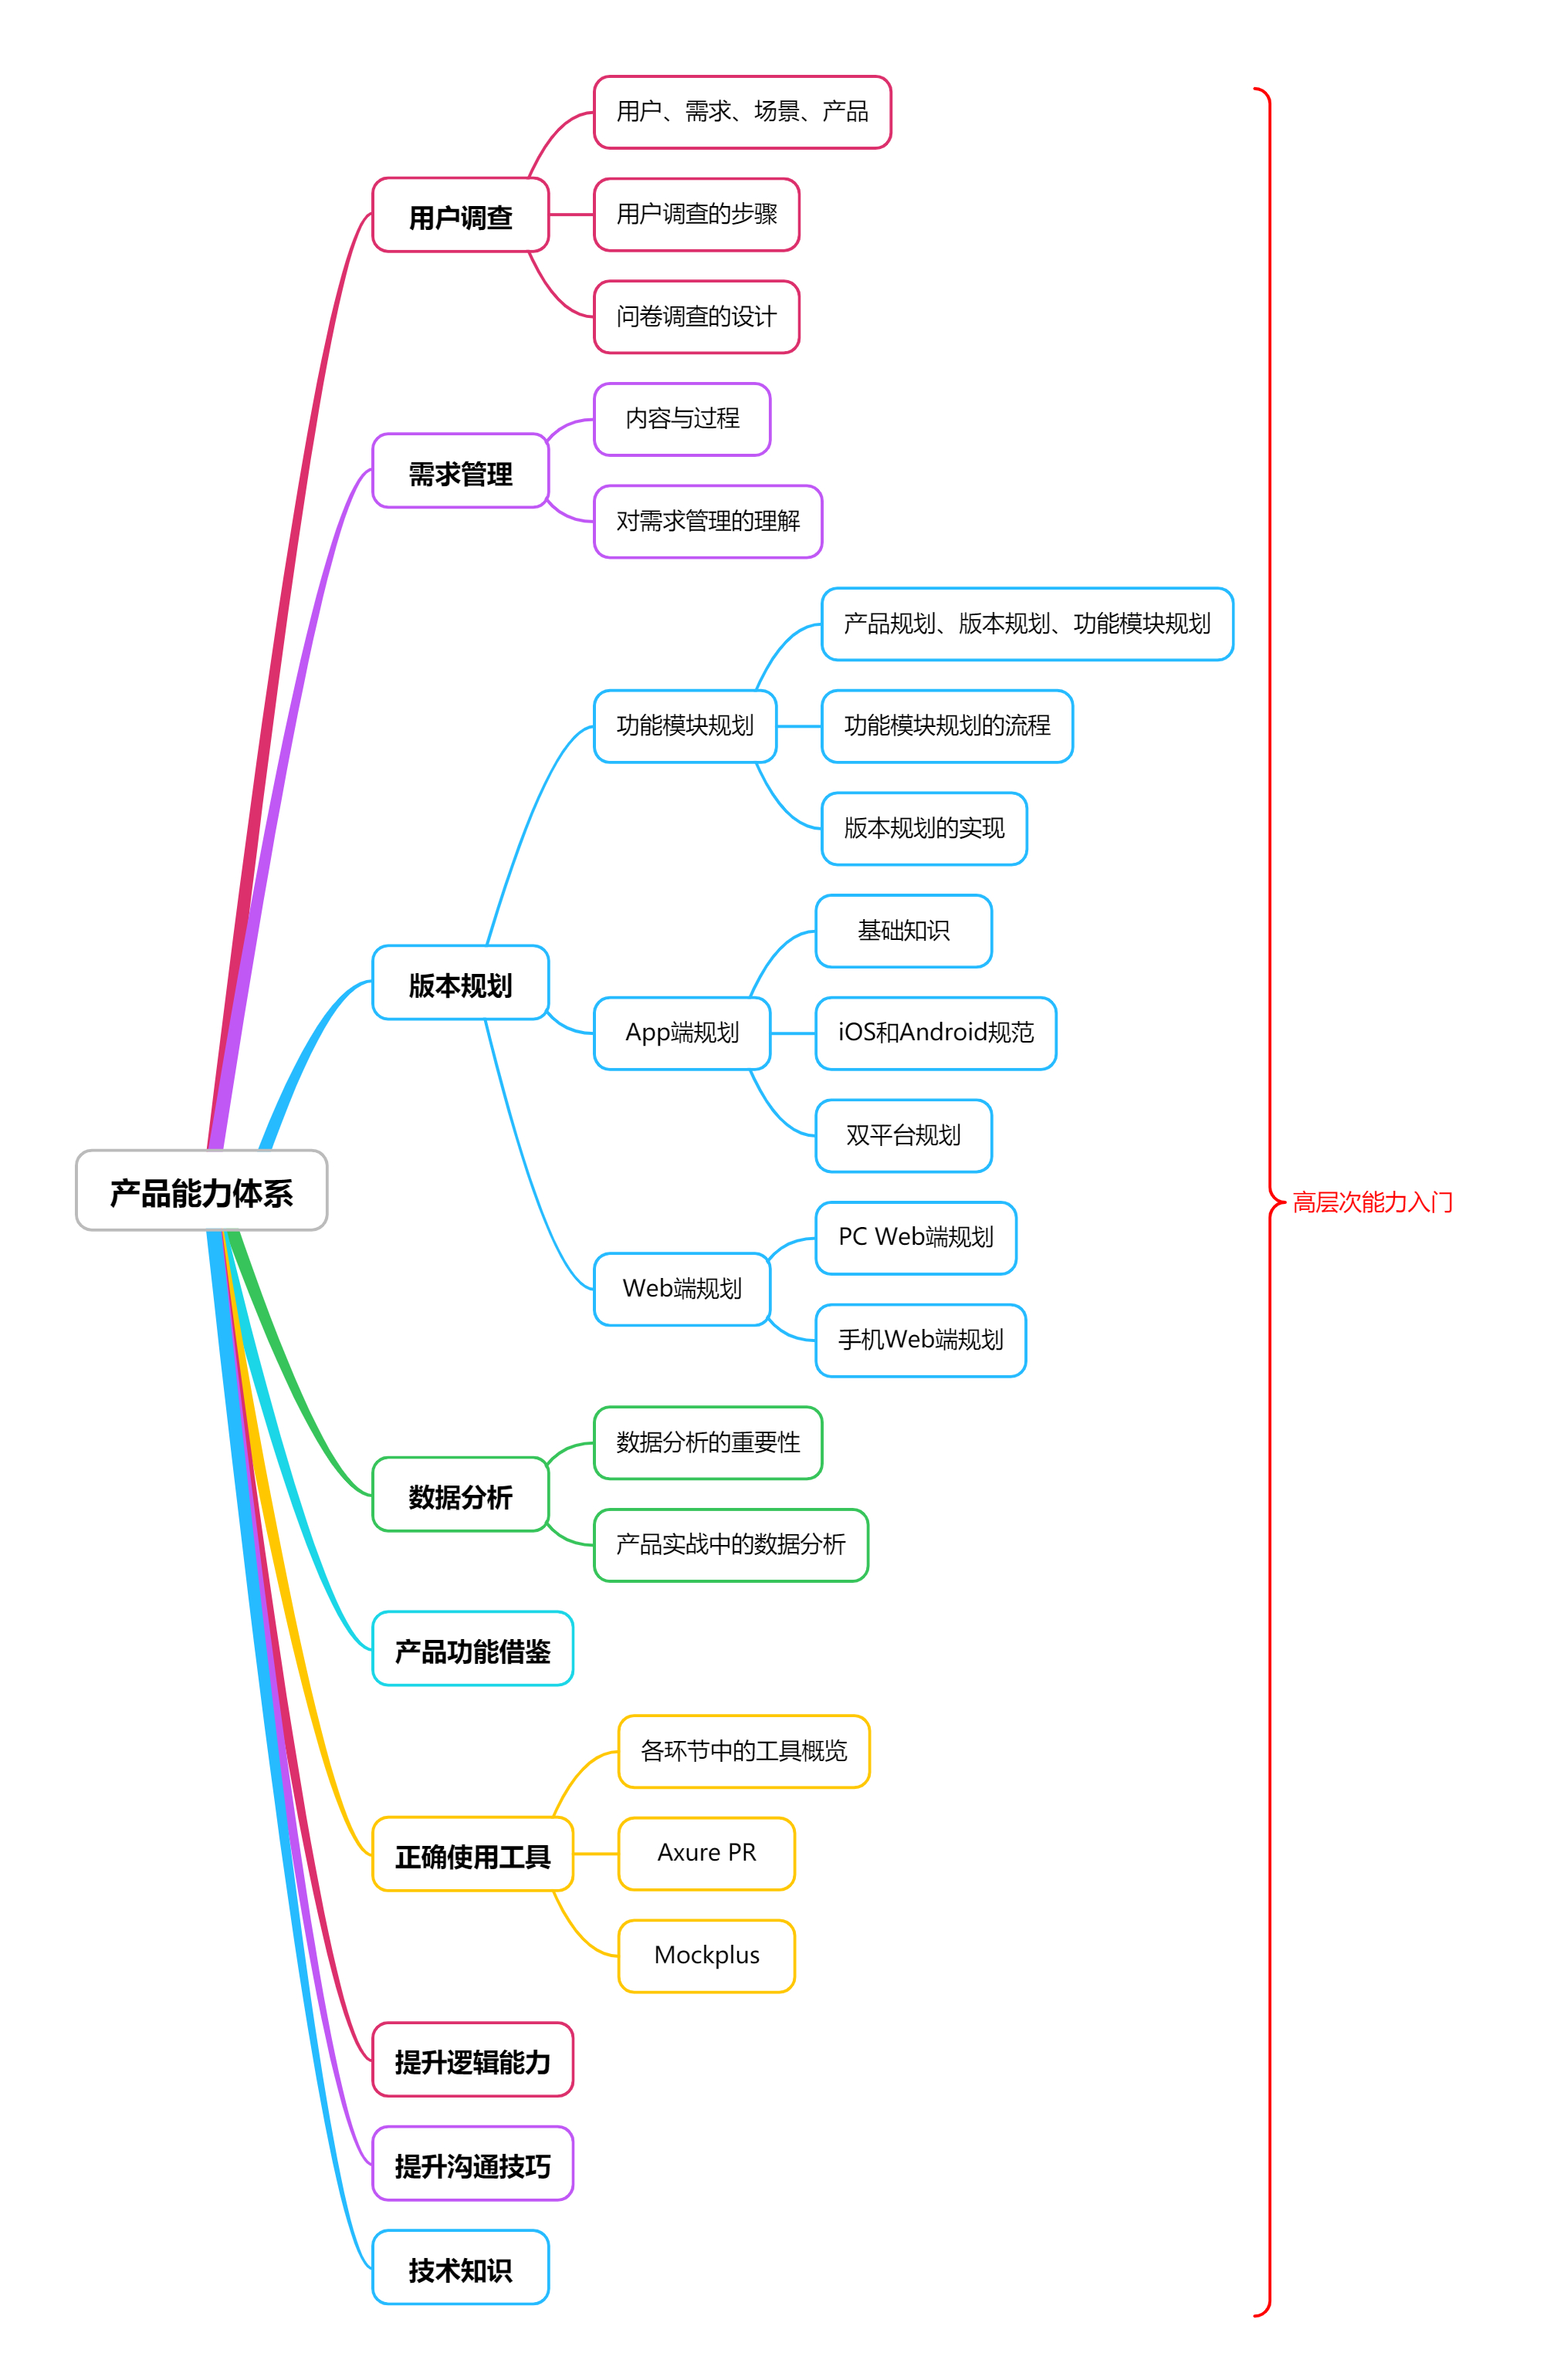 产品能力体系
用户调查
用户、需求、场景、产品
用户调查的步骤
问卷调查的设计
需求管理
内容与过程
对需求管理的理解
版本规划
功能模块规划
产品规划、版本规划、功能模块规划
功能模块规划的流程
版本规划的实现
App端规划
基础知识
iOS和Android规范
双平台规划
Web端规划
PC Web端规划
手机Web端规划
数据分析
数据分析的重要性
产品实战中的数据分析
产品功能借鉴
正确使用工具
各环节中的工具概览
Axure PR
Mockplus
提升逻辑能力
提升沟通技巧
技术知识
高层次能力入门